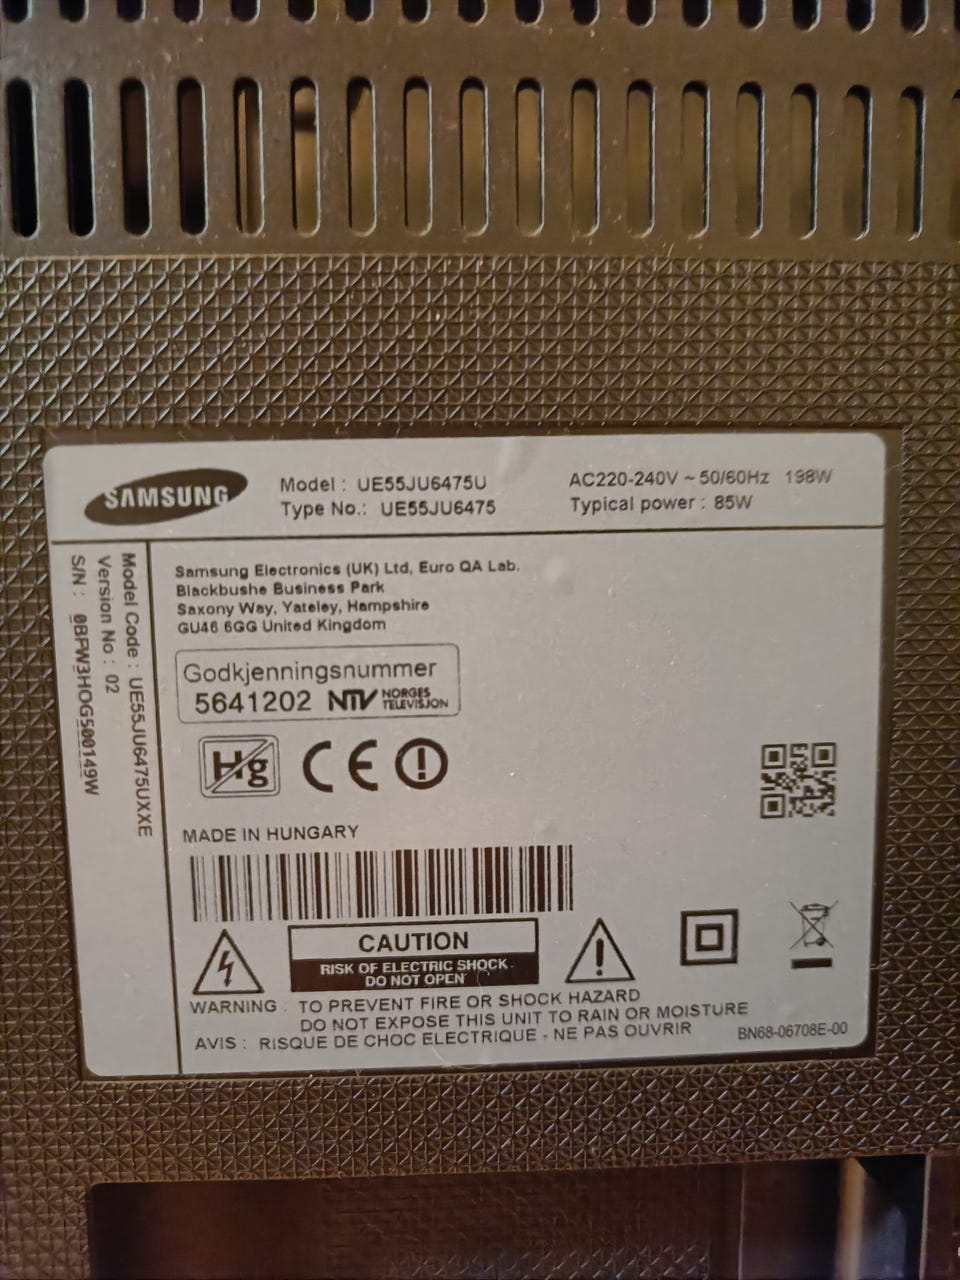 SAMSUNG
Model : UE55JU6475U
Type No.: UE55JU6475
AC220-240V ~ 50/60Hz 198W
Typical power : 85W
Model Code : UE55JU6475UXXE
Version No : 02
S/N : 0BPW3HOG500149W
Samsung Electronics (UK) Ltd, Euro QA Lab.
Blackbushe Business Park
Saxony Way, Yateley, Hampshire
GU46 6GG United Kingdom
Godkjenningsnummer
5641202 NTV NORGES TELEVISJON
Hg
CE
MADE IN HUNGARY
CAUTION
RISK OF ELECTRIC SHOCK
DO NOT OPEN
WARNING : TO PREVENT FIRE OR SHOCK HAZARD
DO NOT EXPOSE THIS UNIT TO RAIN OR MOISTURE
AVIS : RISQUE DE CHOC ELECTRIQUE - NE PAS OUVRIR
BN68-06708E-00